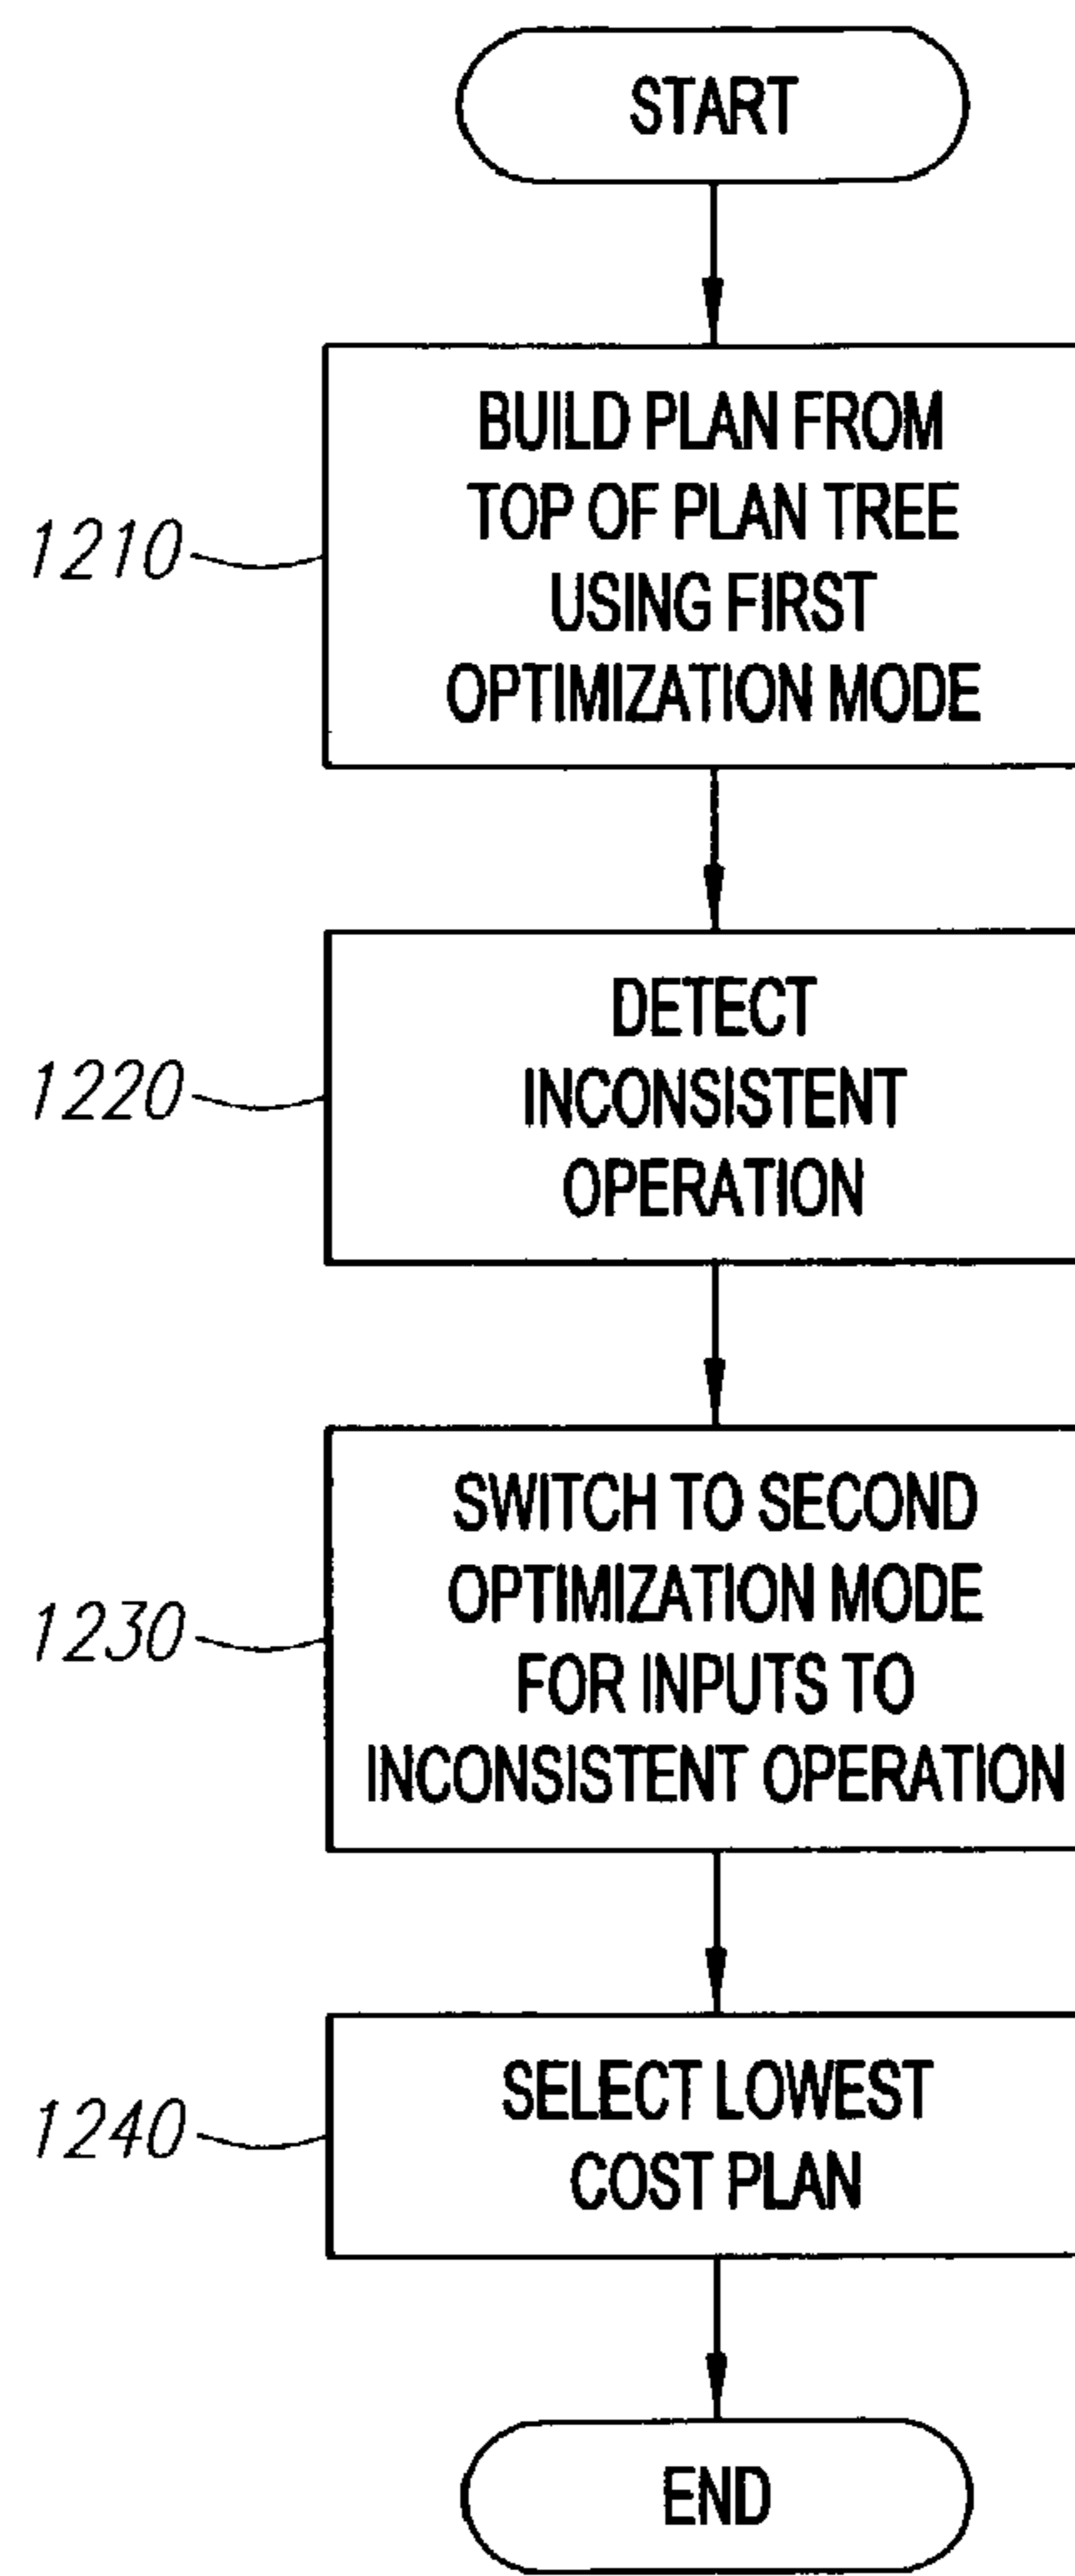 START
BUILD PLAN FROM
TOP OF PLAN TREE
USING FIRST
OPTIMIZATION MODE
1210
DETECT
INCONSISTENT
OPERATION
1220
SWITCH TO SECOND
OPTIMIZATION MODE
FOR INPUTS TO
INCONSISTENT OPERATION
1230
SELECT LOWEST
COST PLAN
1240
END